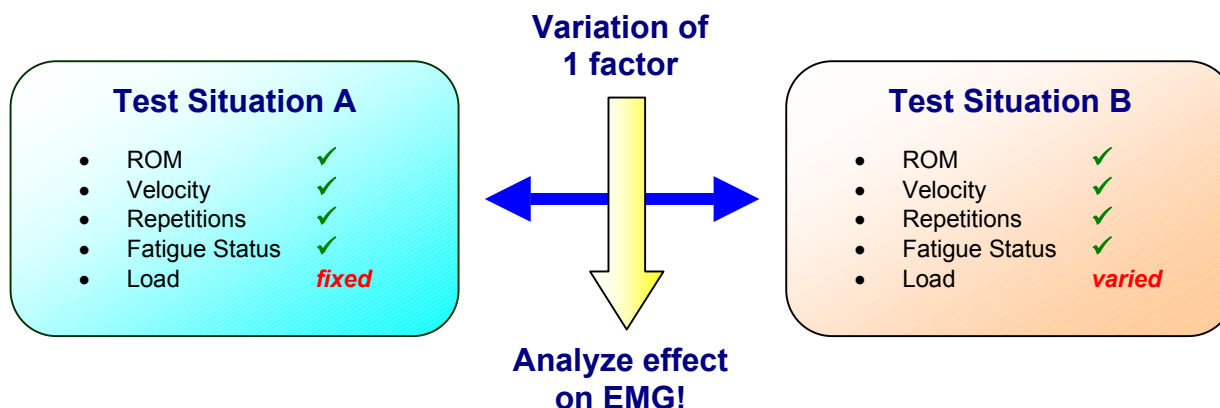 Variation of
1 factor
Test Situation A
• ROM ✓
• Velocity ✓
• Repetitions ✓
• Fatigue Status ✓
• Load fixed
Test Situation B
• ROM ✓
• Velocity ✓
• Repetitions ✓
• Fatigue Status ✓
• Load varied
Analyze effect
on EMG!